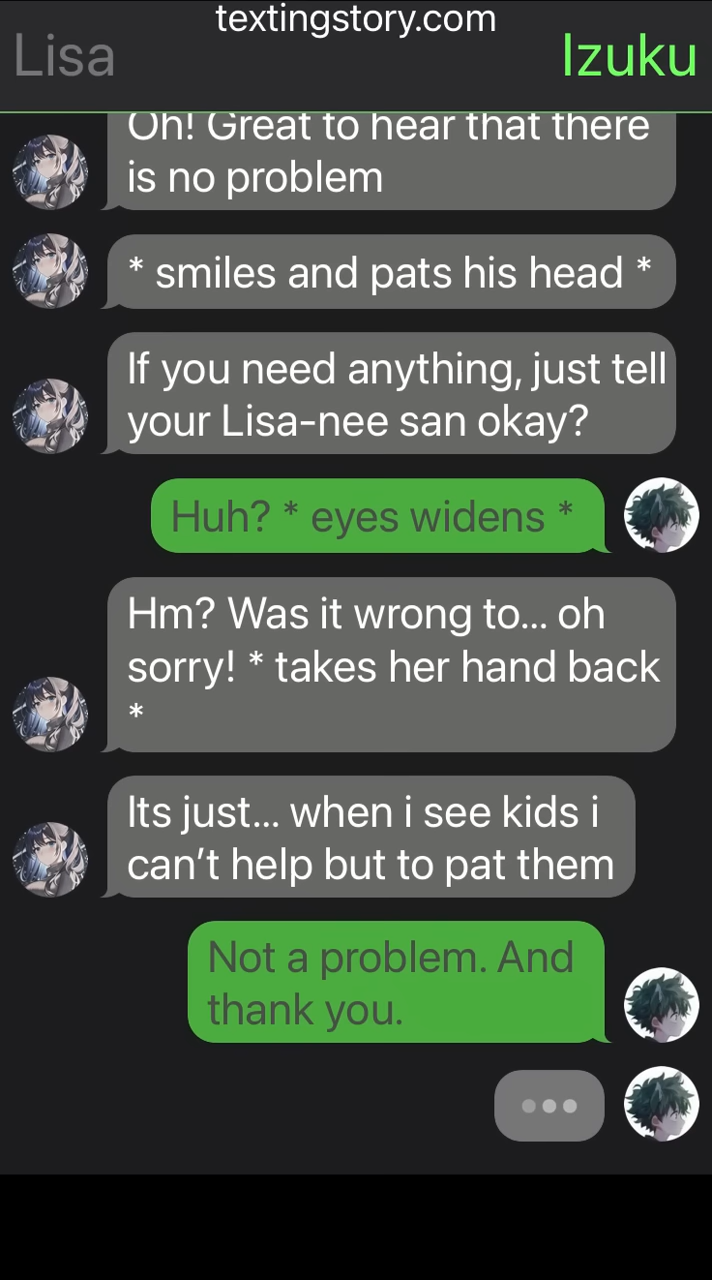 textingstory.com
Lisa
Izuku
Oh! Great to hear that there
is no problem
* smiles and pats his head *
If you need anything, just tell
your Lisa-nee san okay?
Huh? * eyes widens *
Hm? Was it wrong to... oh
sorry! * takes her hand back
*
Its just... when i see kids i
can't help but to pat them
Not a problem. And
thank you.